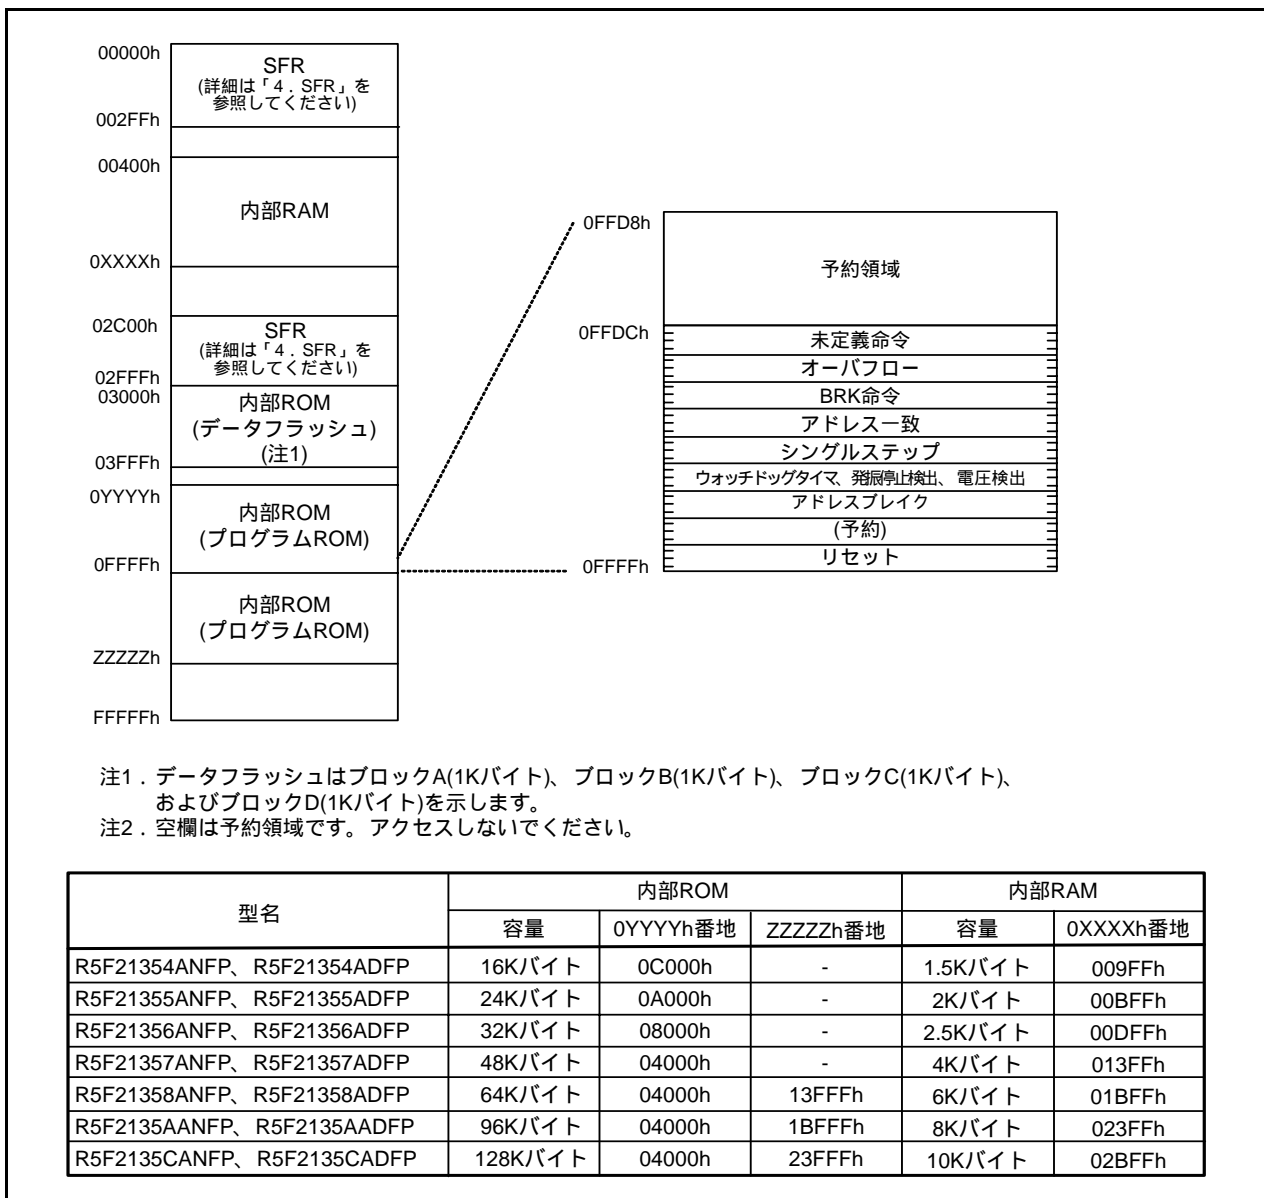 00000h
SFR
(詳細は「4．SFR」を
参照してください)
002FFh
00400h
内部RAM
0XXXXh
02C00h
SFR
(詳細は「4．SFR」を
参照してください)
02FFFh
03000h
内部ROM
(データフラッシュ)
(注1)
03FFFh
0YYYYh
内部ROM
(プログラムROM)
0FFFFh
内部ROM
(プログラムROM)
ZZZZZh
FFFFFh
0FFD8h
予約領域
0FFDCh
未定義命令
オーバフロー
BRK命令
アドレス一致
シングルステップ
ウォッチドッグタイマ、発振停止検出、電圧検出
アドレスブレイク
(予約)
リセット
0FFFFh
注1．データフラッシュはブロックA(1Kバイト)、ブロックB(1Kバイト)、ブロックC(1Kバイト)、
およびブロックD(1Kバイト)を示します。
注2．空欄は予約領域です。アクセスしないでください。
型名 内部ROM 内部RAM
容量 0YYYYh番地 ZZZZZh番地 容量 0XXXXh番地
R5F21354ANFP、R5F21354ADFP 16Kバイト 0C000h - 1.5Kバイト 009FFh
R5F21355ANFP、R5F21355ADFP 24Kバイト 0A000h - 2Kバイト 00BFFh
R5F21356ANFP、R5F21356ADFP 32Kバイト 08000h - 2.5Kバイト 00DFFh
R5F21357ANFP、R5F21357ADFP 48Kバイト 04000h - 4Kバイト 013FFh
R5F21358ANFP、R5F21358ADFP 64Kバイト 04000h 13FFFh 6Kバイト 01BFFh
R5F2135AANFP、R5F2135AADFP 96Kバイト 04000h 1BFFFh 8Kバイト 023FFh
R5F2135CANFP、R5F2135CADFP 128Kバイト 04000h 23FFFh 10Kバイト 02BFFh